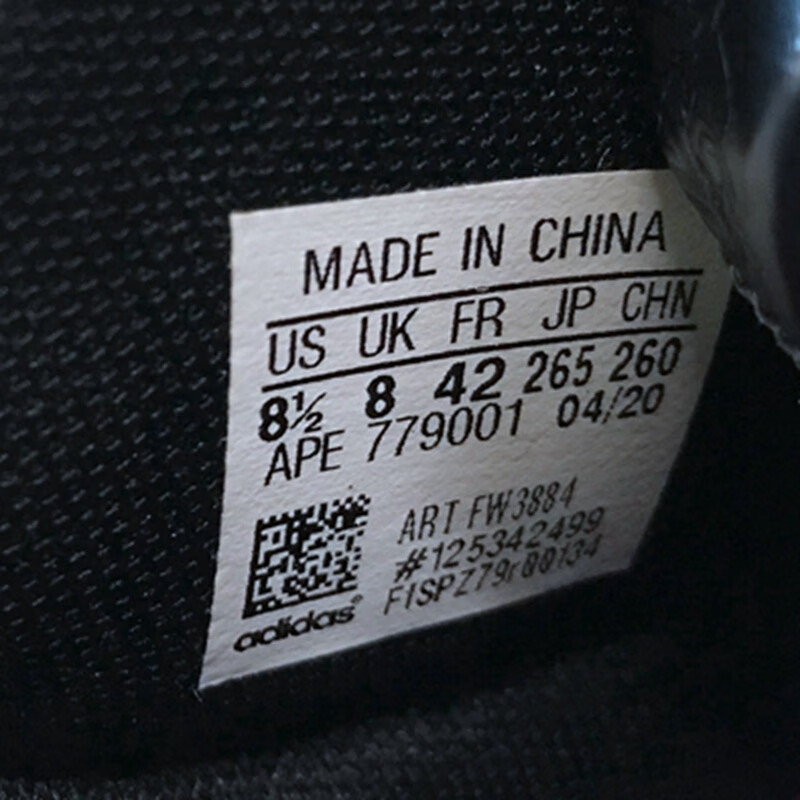 MADE IN CHINA
US UK FR JP CHN
8½ 8 42 265 260
APE 779001 04/20
ART FW3884
#125342499
F1SPZ79r00134
adidas®